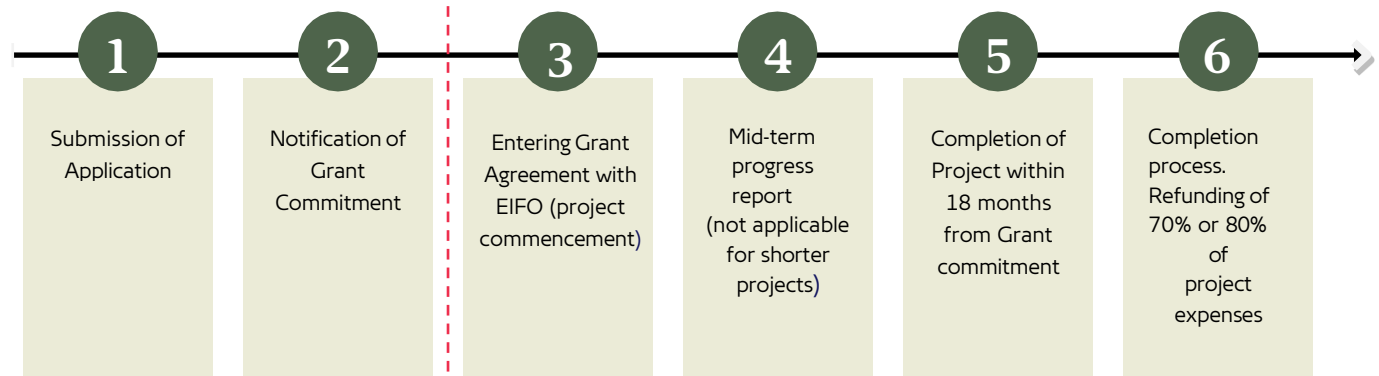 1
Submission of
Application
2
Notification of
Grant
Commitment
3
Entering Grant
Agreement with
EIFO (project
commencement)
4
Mid-term
progress
report
(not applicable
for shorter
projects)
5
Completion of
Project within
18 months
from Grant
commitment
6
Completion
process.
Refunding of
70% or 80%
of
project
expenses